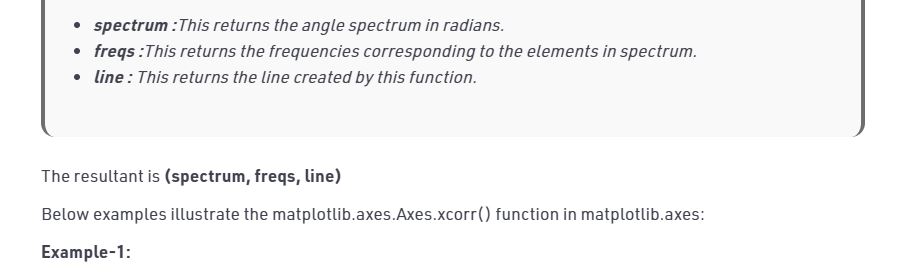 • spectrum :This returns the angle spectrum in radians.
• freqs :This returns the frequencies corresponding to the elements in spectrum.
• line : This returns the line created by this function.
The resultant is (spectrum, freqs, line)
Below examples illustrate the matplotlib.axes.Axes.xcorr() function in matplotlib.axes:
Example-1: